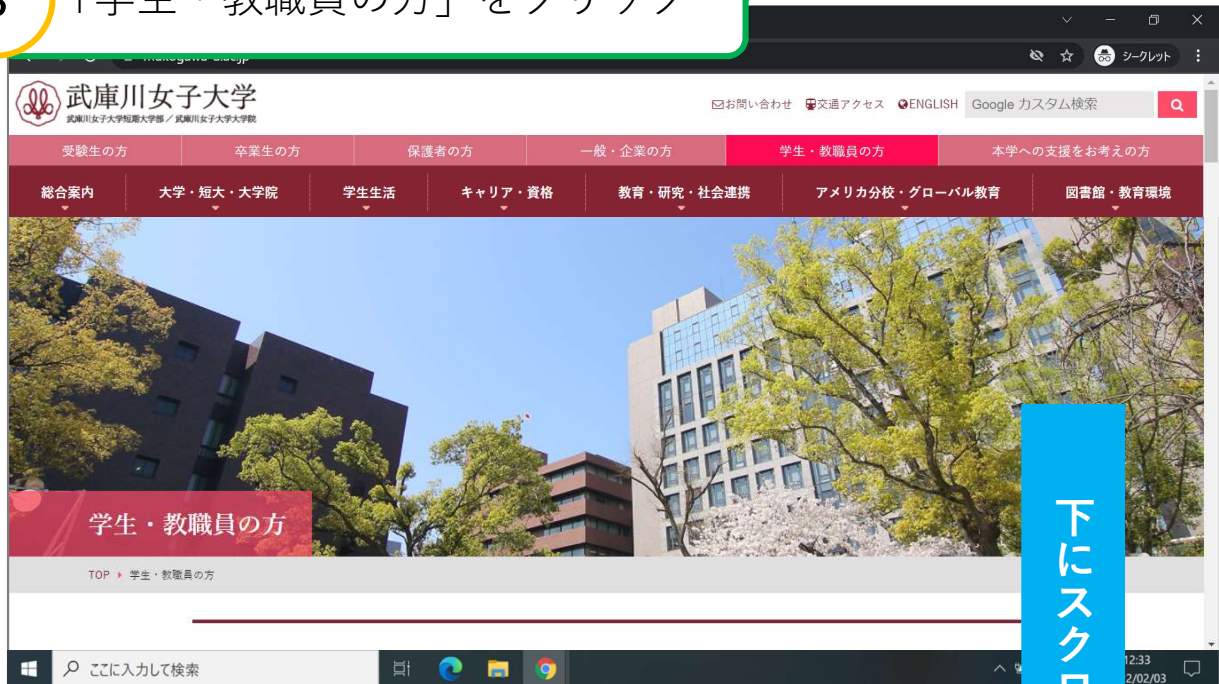 「学生・教職員の方」をクリック
シークレット
武庫川女子大学
武庫川女子大学短期大学部／武庫川女子大学大学院
お問い合わせ 交通アクセス ENGLISH Google カスタム検索
受験生の方 卒業生の方 保護者の方 一般・企業の方 学生・教職員の方 本学への支援をお考えの方
総合案内 大学・短大・大学院 学生生活 キャリア・資格 教育・研究・社会連携 アメリカ分校・グローバル教育 図書館・教育環境
学生・教職員の方
TOP 学生・教職員の方
下にスク
ここに入力して検索
12:33
2/02/03